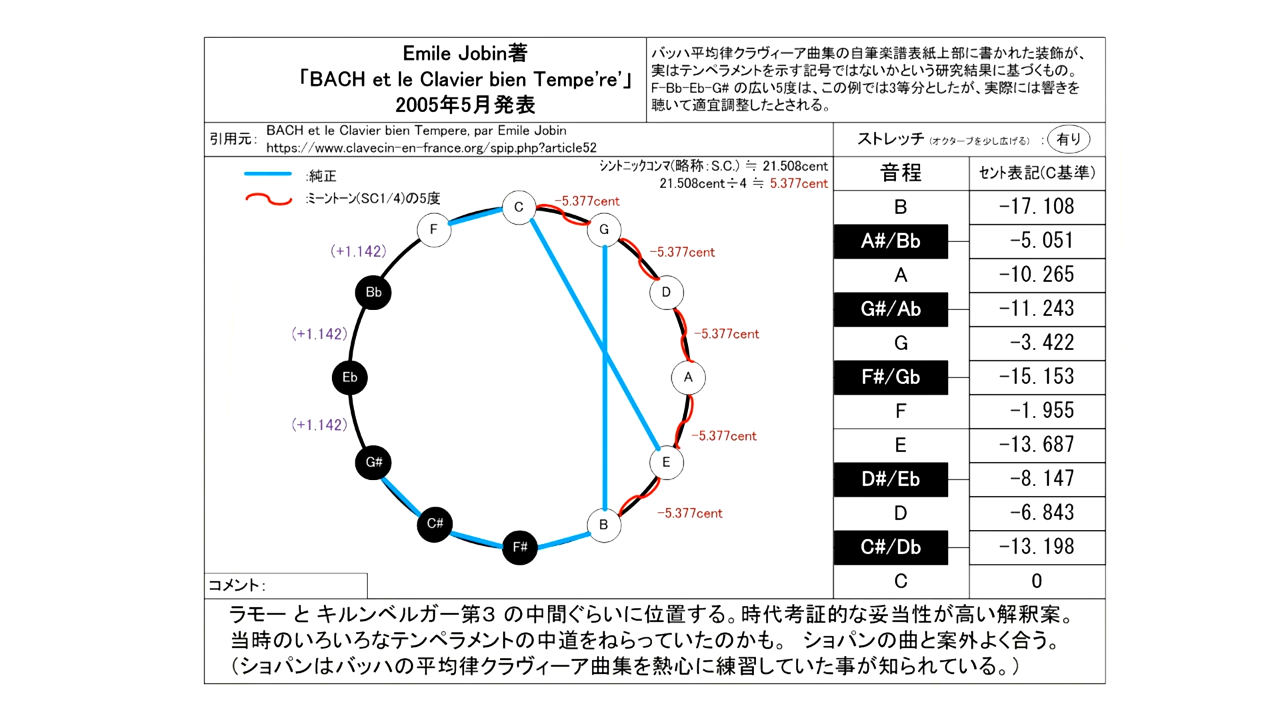 Emile Jobin著
「BACH et le Clavier bien Tempe're'」
2005年5月発表
バッハ平均律クラヴィーア曲集の自筆楽譜表紙上部に書かれた装飾が、
実はテンペラメントを示す記号ではないかという研究結果に基づくもの。
F-Bb-Eb-G# の広い5度は、この例では3等分としたが、実際には響きを
聴いて適宜調整したとされる。
引用元: BACH et le Clavier bien Tempere, par Emile Jobin
https://www.clavecin-en-france.org/spip.php?article52
ストレッチ (オクターブを少し広げる) : 有り
:純正
:ミーントーン(SC1/4)の5度
シントニックコンマ(略称:S.C.) ≒ 21.508cent
21.508cent÷4 ≒ 5.377cent
C
G
D
A
E
B
F#
C#
G#
Eb
Bb
F
-5.377cent
-5.377cent
-5.377cent
-5.377cent
-5.377cent
(+1.142)
(+1.142)
(+1.142)
音程 セント表記(C基準)
B -17.108
A#/Bb -5.051
A -10.265
G#/Ab -11.243
G -3.422
F#/Gb -15.153
F -1.955
E -13.687
D#/Eb -8.147
D -6.843
C#/Db -13.198
C 0
コメント:
ラモー と キルンベルガー第3 の中間ぐらいに位置する。時代考証的な妥当性が高い解釈案。
当時のいろいろなテンペラメントの中道をねらっていたのかも。 ショパンの曲と案外よく合う。
(ショパンはバッハの平均律クラヴィーア曲集を熱心に練習していた事が知られている。)